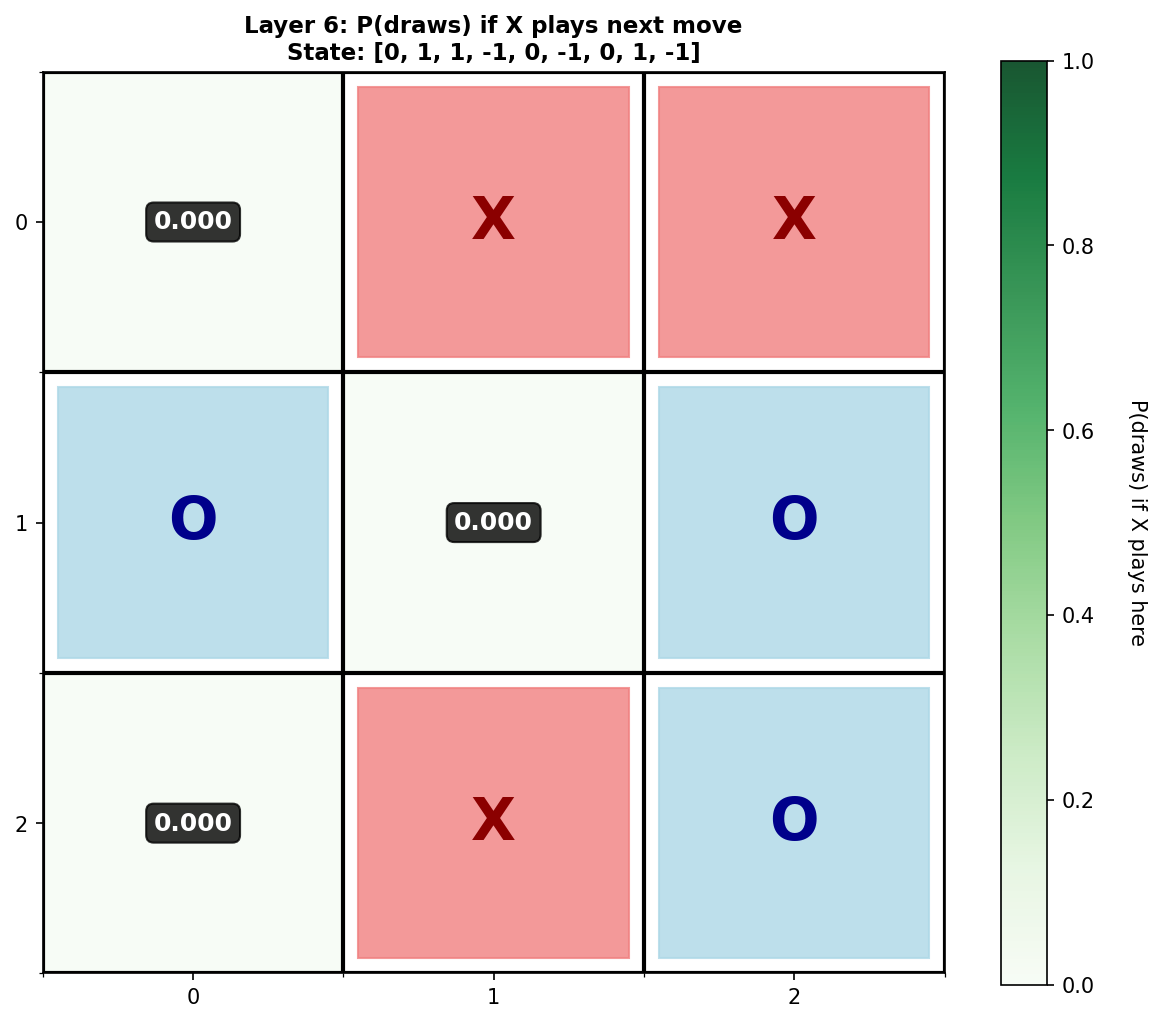 Layer 6: P(draws) if X plays next move
State: [0, 1, 1, -1, 0, -1, 0, 1, -1]
0
0.000
X
X
1
O
0.000
O
2
0.000
X
O
0
1
2
1.0
0.8
0.6
0.4
0.2
0.0
P(draws) if X plays here